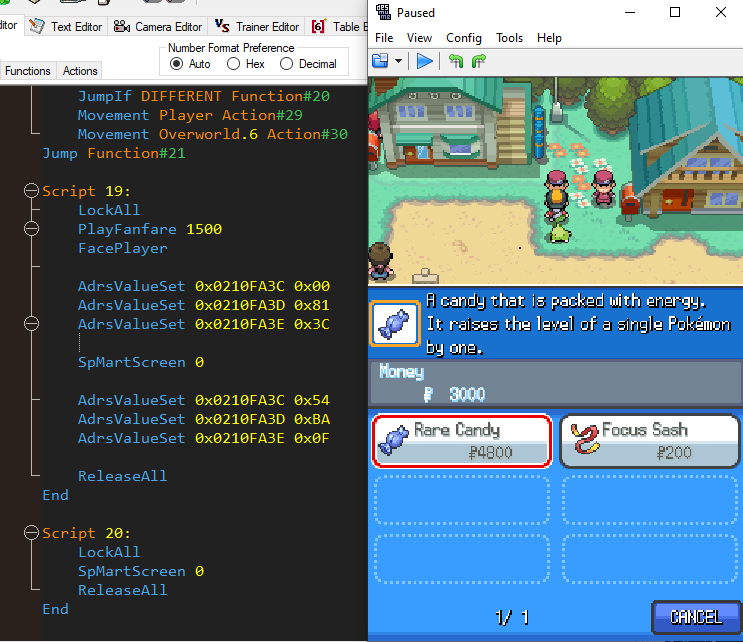 itor
Text Editor
Camera Editor
Trainer Editor
Table E
Functions
Actions
Number Format Preference
Auto
Hex
Decimal
JumpIf DIFFERENT Function#20
Movement Player Action#29
Movement Overworld.6 Action#30
Jump Function#21
Script 19:
LockAll
PlayFanfare 1500
FacePlayer
AdrsValueSet 0x0210FA3C 0x00
AdrsValueSet 0x0210FA3D 0x81
AdrsValueSet 0x0210FA3E 0x3C
SpMartScreen 0
AdrsValueSet 0x0210FA3C 0x54
AdrsValueSet 0x0210FA3D 0xBA
AdrsValueSet 0x0210FA3E 0x0F
ReleaseAll
End
Script 20:
LockAll
SpMartScreen 0
ReleaseAll
End
Paused
File View Config Tools Help
A candy that is packed with energy.
It raises the level of a single Pokémon
by one.
Money
₽ 3000
Rare Candy
₽4800
Focus Sash
₽200
1/ 1
CANCEL